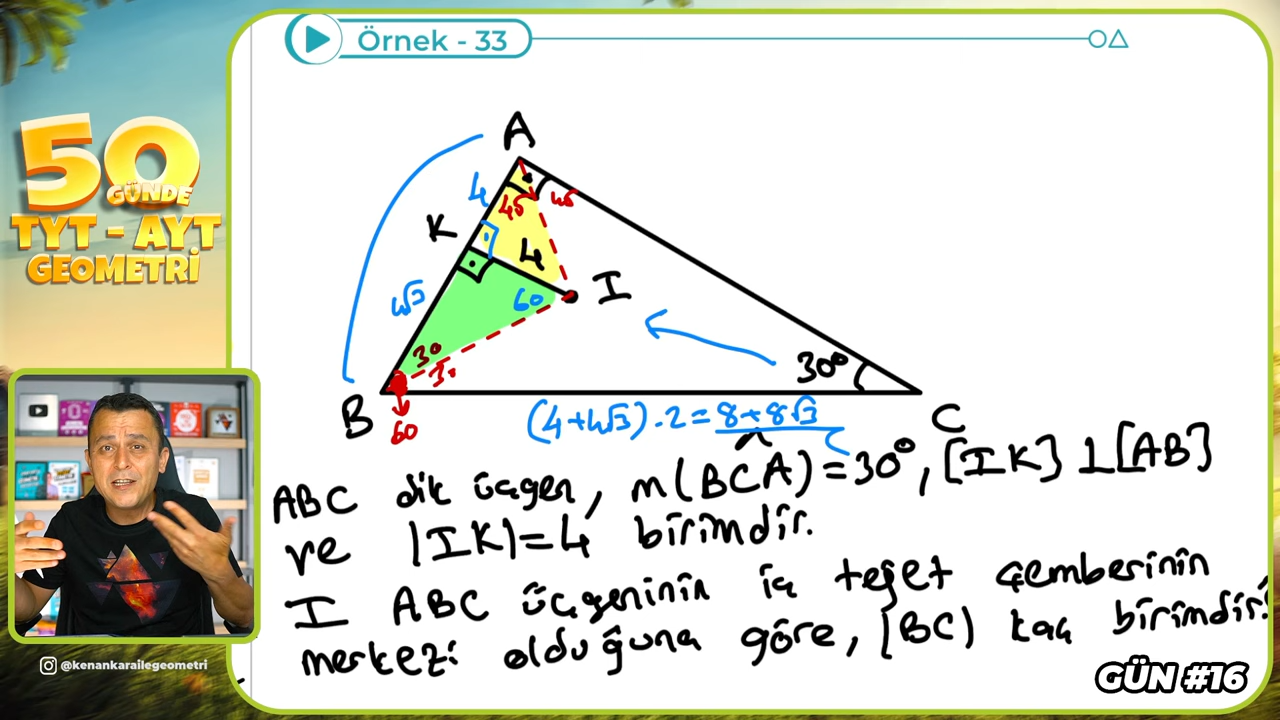 Örnek - 33
50
GÜNDE
TYT - AYT
GEOMETRİ
A
4
45
45
K
4
I
4√3
60
30
30
30°
B
60
C
(4+4√3).2=8+8√3
ABC dik üçgen, m(BĈA)=30°, [IK]⊥[AB]
ve |IK|=4 birimdir.
I ABC üçgeninin iç teğet çemberinin
merkezi olduğuna göre, |BC| kaç birimdir?
@kenankarailegeometri
GÜN #16